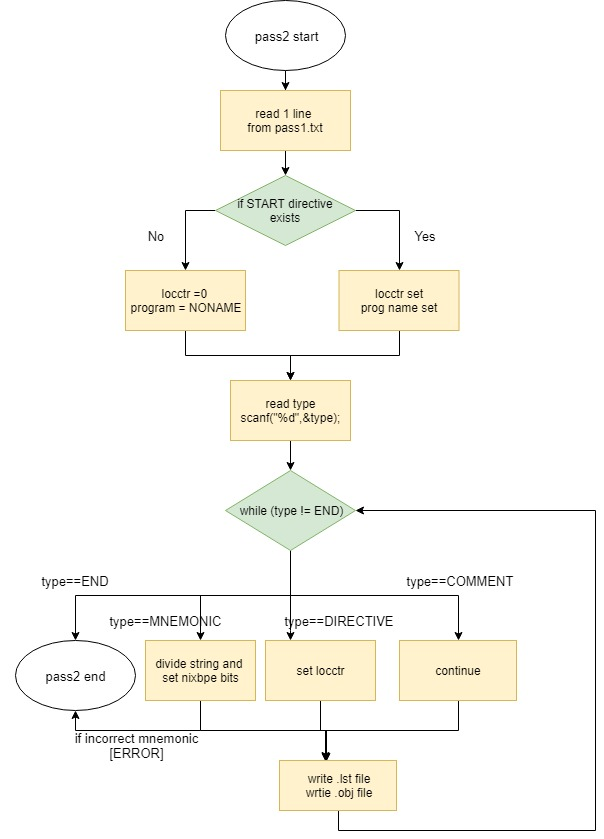 pass2 start
read 1 line
from pass1.txt
if START directive
exists
No
Yes
locctr =0
program = NONAME
locctr set
prog name set
read type
scanf("%d",&type);
while (type != END)
type==END
type==COMMENT
type==MNEMONIC
type==DIRECTIVE
pass2 end
divide string and
set nixbpe bits
set locctr
continue
if incorrect mnemonic
[ERROR]
write .lst file
wrtie .obj file